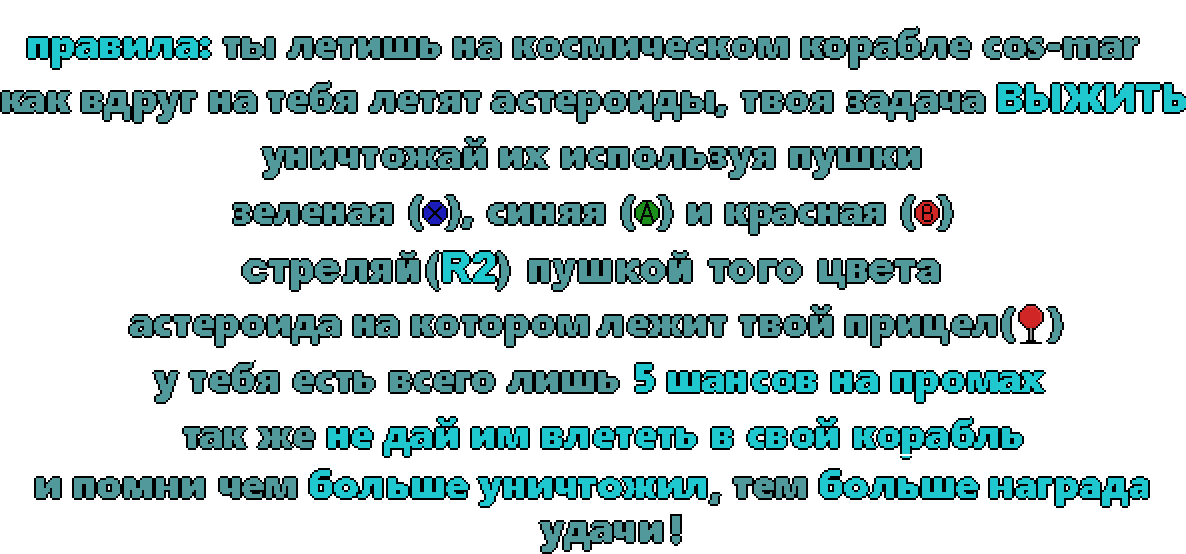 правила: ты летишь на космическом корабле cos-mar
как вдруг на тебя летят астероиды, твоя задача ВЫЖИТЬ
уничтожай их используя пушки
зеленая (X), синяя (A) и красная (B)
стреляй(R2) пушкой того цвета
астероида на котором лежит твой прицел( )
у тебя есть всего лишь 5 шансов на промах
так же не дай им влететь в свой корабль
и помни чем больше уничтожил, тем больше награда
удачи!